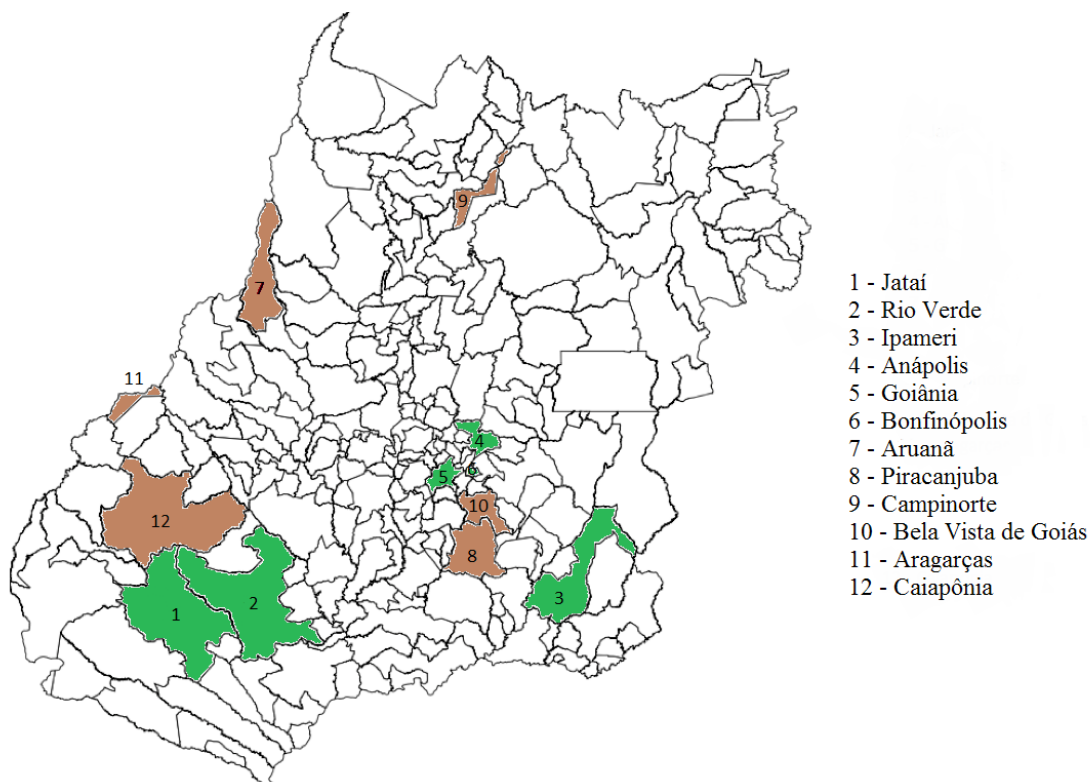 9
7
11
4
5
6
10
12
8
3
2
1
1 - Jataí
2 - Rio Verde
3 - Ipameri
4 - Anápolis
5 - Goiânia
6 - Bonfinópolis
7 - Aruanã
8 - Piracanjuba
9 - Campinorte
10 - Bela Vista de Goiás
11 - Aragarças
12 - Caiapônia